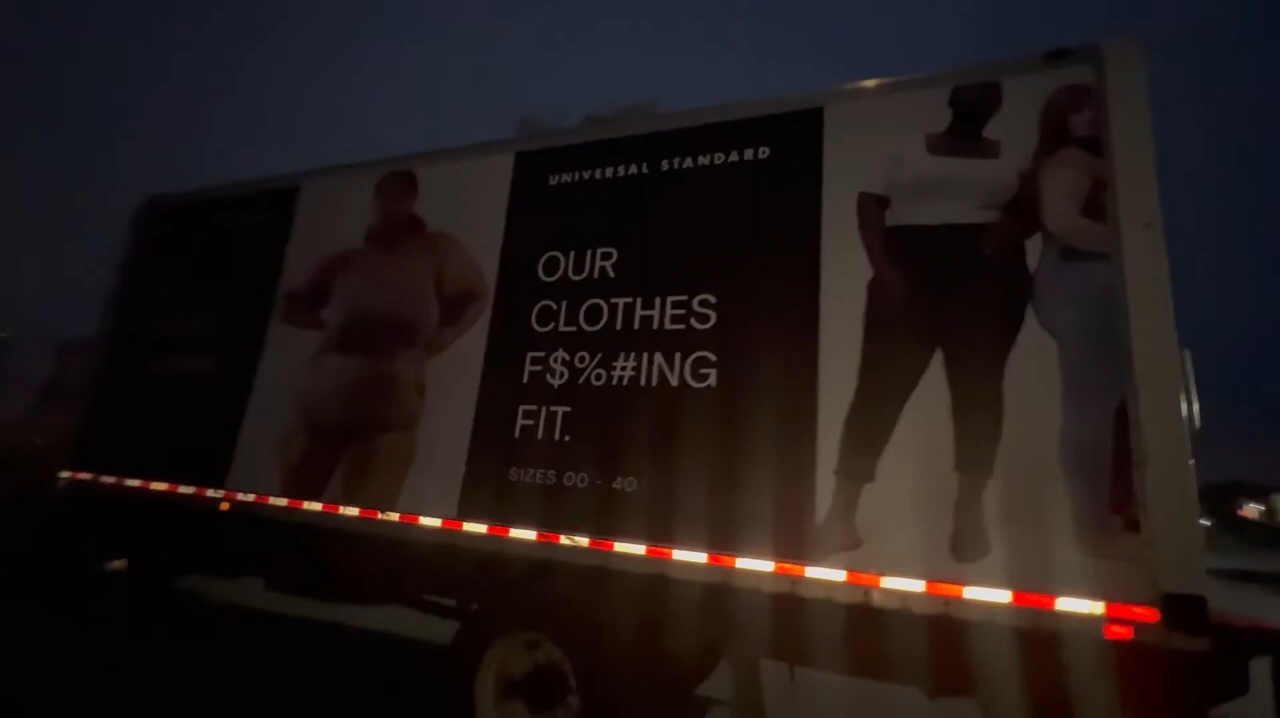 UNIVERSAL STANDARD
OUR
CLOTHES
F$%#ING
FIT.
SIZES 00 - 40